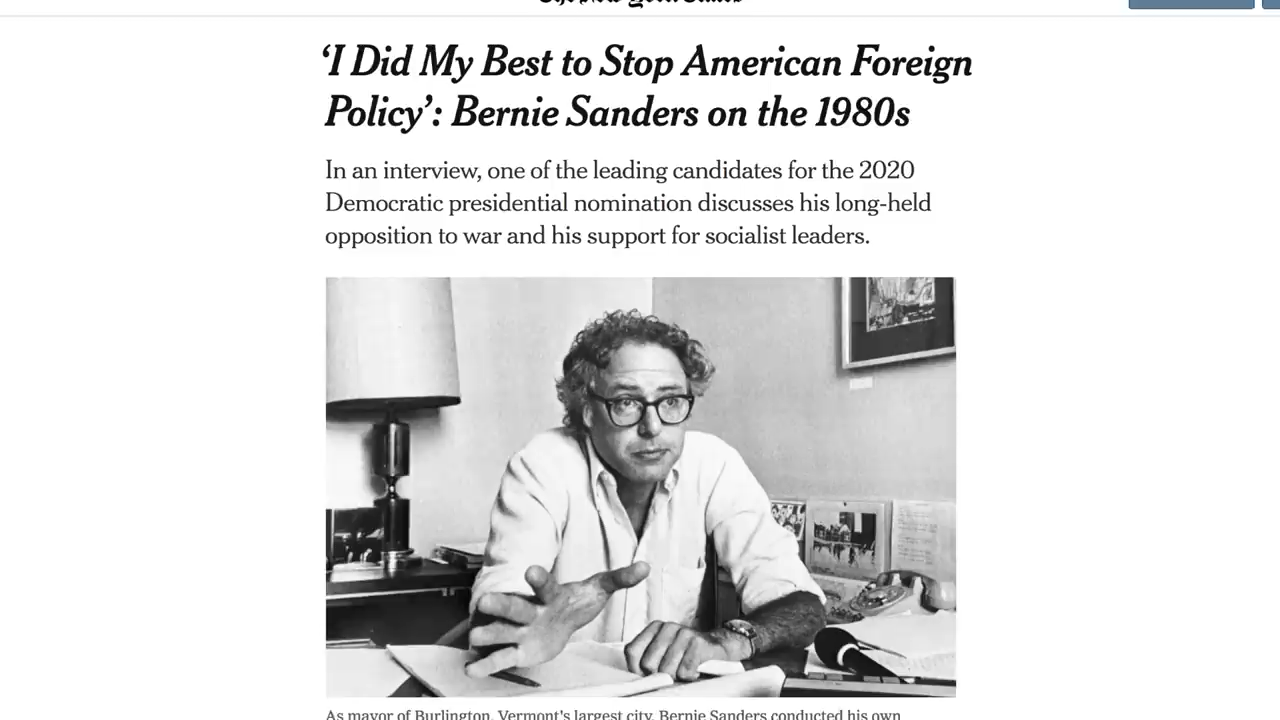 ‘I Did My Best to Stop American Foreign
Policy’: Bernie Sanders on the 1980s
In an interview, one of the leading candidates for the 2020
Democratic presidential nomination discusses his long-held
opposition to war and his support for socialist leaders.
As mayor of Burlington, Vermont's largest city, Bernie Sanders conducted his own